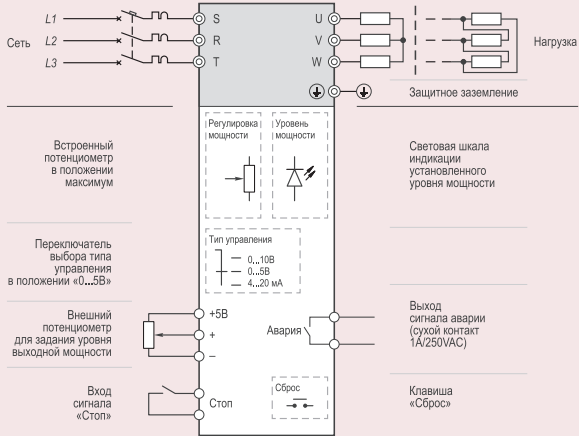 L1
S
U
Сеть
L2
R
V
Нагрузка
L3
T
W
Защитное заземление
Встроенный
потенциометр
в положении
максимум
Регулировка
мощности
Уровень
мощности
Световая шкала
индикации
установленного
уровня мощности
Переключатель
выбора типа
управления
в положении «0...5В»
Тип управления
0...10В
0...5В
4...20 мА
Внешний
потенциометр
для задания уровня
выходной мощности
+5В
+
–
Авария
Выход
сигнала аварии
(сухой контакт
1А/250VAC)
Вход
сигнала
«Стоп»
Стоп
Сброс
Клавиша
«Сброс»